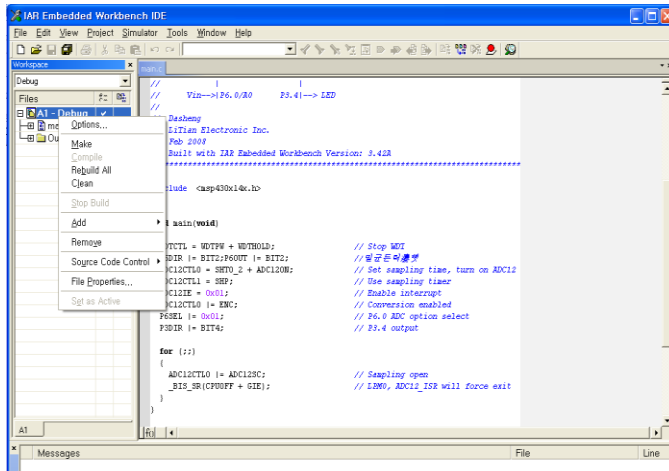 IAR Embedded Workbench IDE
File Edit View Project Simulator Tools Window Help
Workspace
main.c
Debug
Files
A1 - Debug
Options...
Make
Compile
Rebuild All
Clean
Stop Build
Add
Remove
Source Code Control
File Properties...
Set as Active
// | |
// Vin-->|P6.0/A0 P3.4|--> LED
//
Dasheng
LiTian Electronic Inc.
Feb 2008
Built with IAR Embedded Workbench Version: 3.42A
<msp430x14x.h>
main(void)
WDTCTL = WDTPW + WDTHOLD; // Stop WDT
P6DIR |= BIT2;P6OUT |= BIT2;
ADC12CTL0 = SHT0_2 + ADC12ON; // Set sampling time, turn on ADC12
ADC12CTL1 = SHP; // Use sampling timer
ADC12IE = 0x01; // Enable interrupt
ADC12CTL0 |= ENC; // Conversion enabled
P6SEL |= 0x01; // P6.0 ADC option select
P3DIR |= BIT4; // P3.4 output
for (;;)
{
ADC12CTL0 |= ADC12SC; // Sampling open
_BIS_SR(CPUOFF + GIE); // LPM0, ADC12_ISR will force exit
}
}
A1
Messages File Line